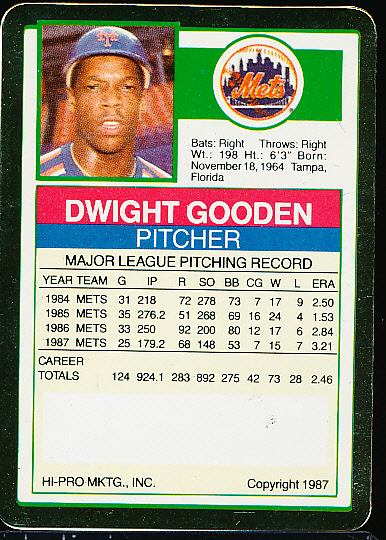 Mets
Bats: Right Throws: Right
Wt.: 198 Ht.: 6'3" Born:
November 18, 1964 Tampa,
Florida
DWIGHT GOODEN
PITCHER
MAJOR LEAGUE PITCHING RECORD
YEAR TEAM G IP R SO BB CG W L ERA
1984 METS 31 218 72 278 73 7 17 9 2.50
1985 METS 35 276.2 51 268 69 16 24 4 1.53
1986 METS 33 250 92 200 80 12 17 6 2.84
1987 METS 25 179.2 68 148 53 7 15 7 3.21
CAREER
TOTALS 124 924.1 283 892 275 42 73 28 2.46
HI-PRO MKTG., INC. Copyright 1987